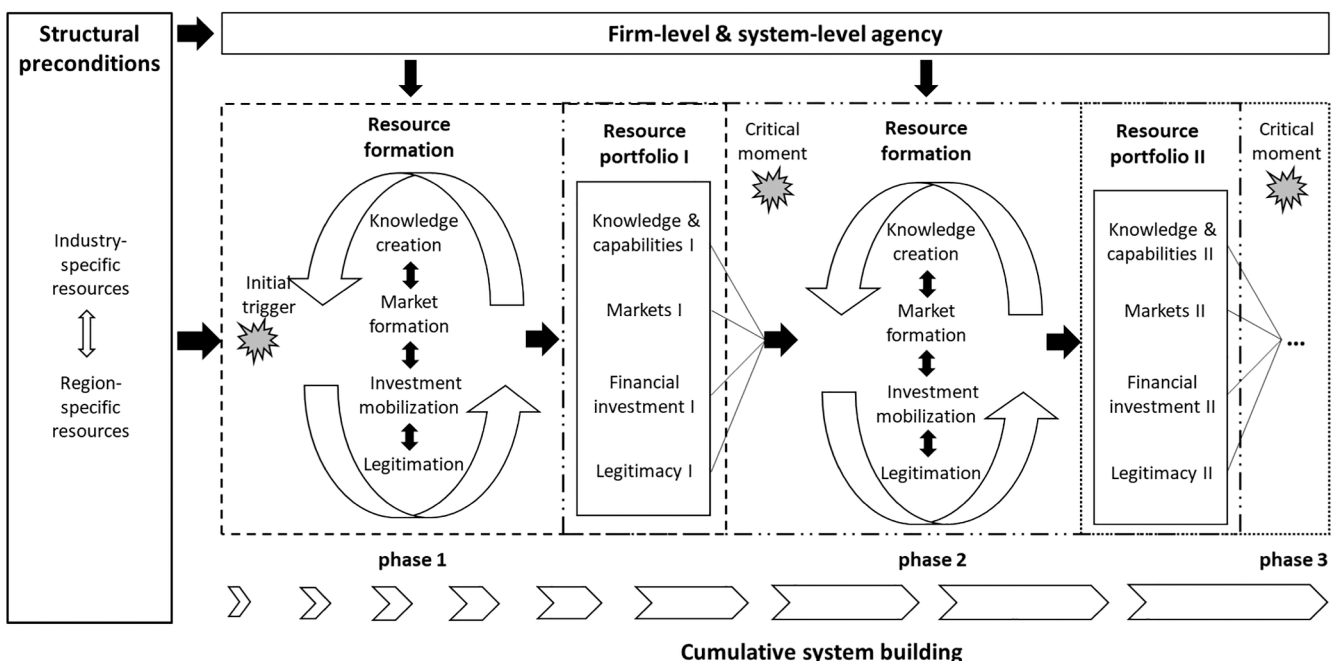 Structural
preconditions
Industry-
specific
resources
Region-
specific
resources
Firm-level & system-level agency
Initial
trigger
Resource
formation
Knowledge
creation
Market
formation
Investment
mobilization
Legitimation
Resource
portfolio I
Knowledge &
capabilities I
Markets I
Financial
investment I
Legitimacy I
Critical
moment
Resource
formation
Knowledge
creation
Market
formation
Investment
mobilization
Legitimation
Resource
portfolio II
Knowledge &
capabilities II
Markets II
Financial
investment II
Legitimacy II
Critical
moment
...
phase 1
phase 2
phase 3
Cumulative system building